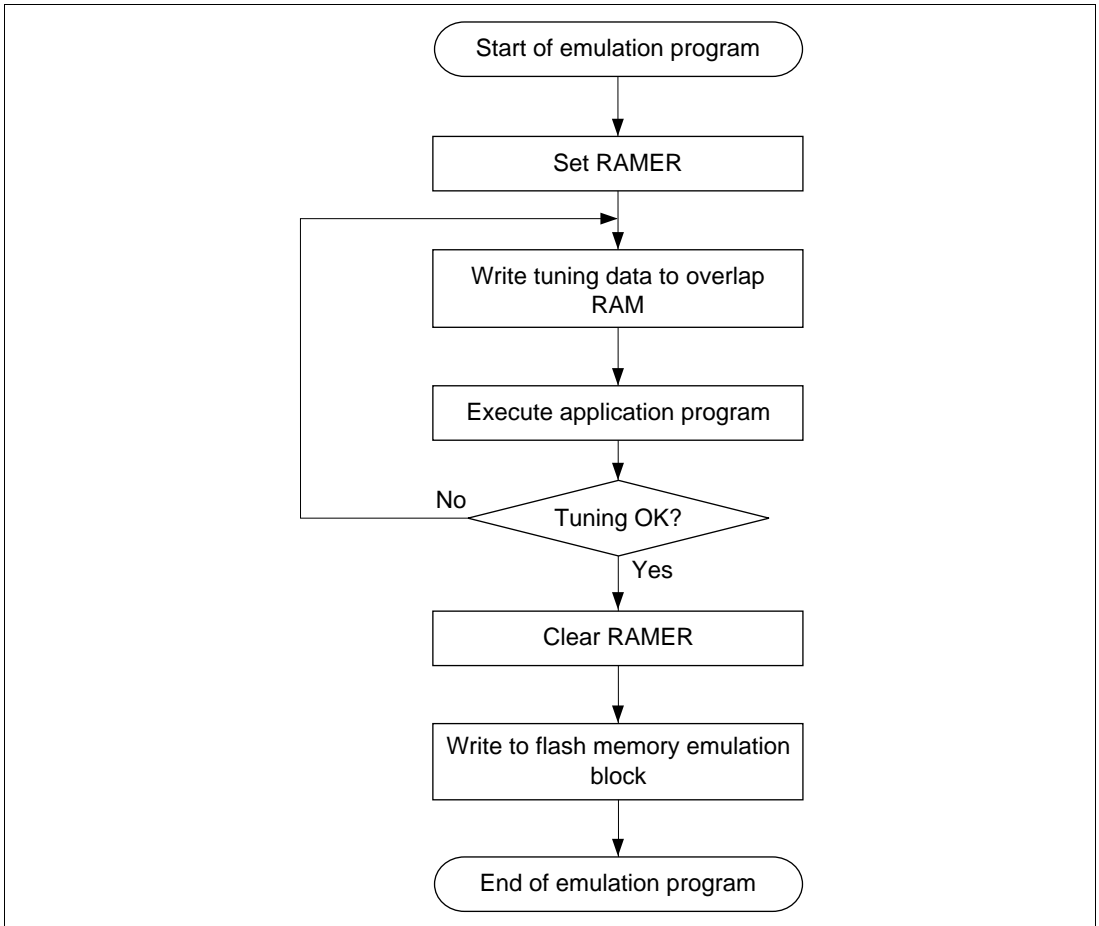 Start of emulation program
Set RAMER
Write tuning data to overlap
RAM
Execute application program
No
Tuning OK?
Yes
Clear RAMER
Write to flash memory emulation
block
End of emulation program